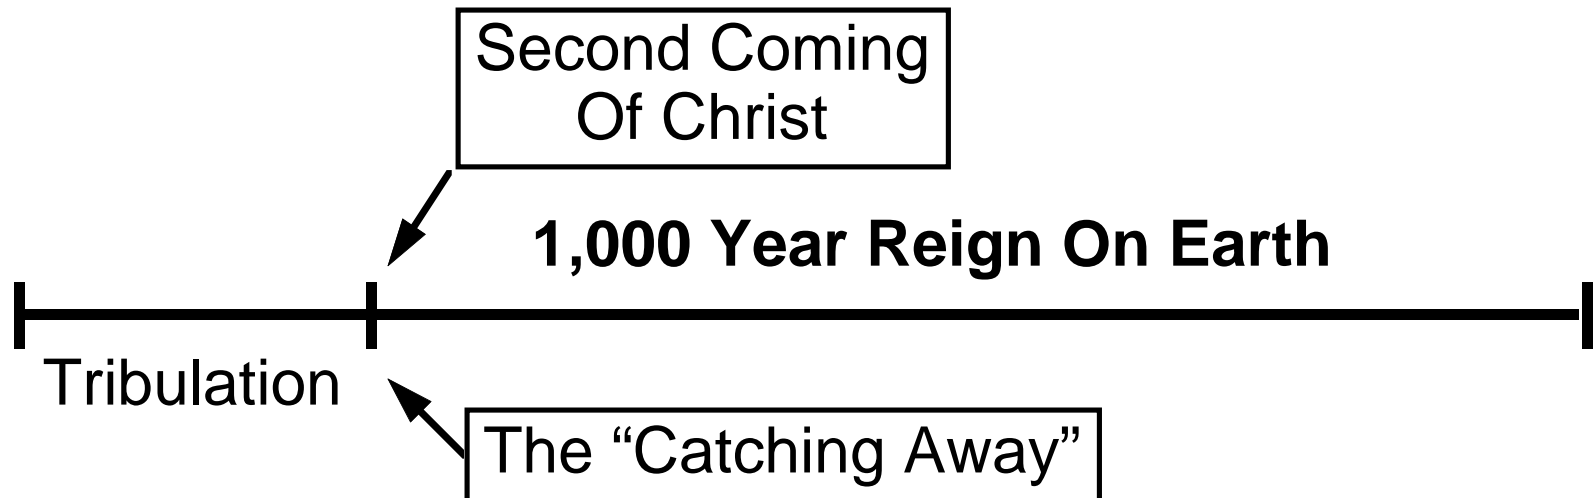 Second Coming
Of Christ
1,000 Year Reign On Earth
Tribulation
The “Catching Away”